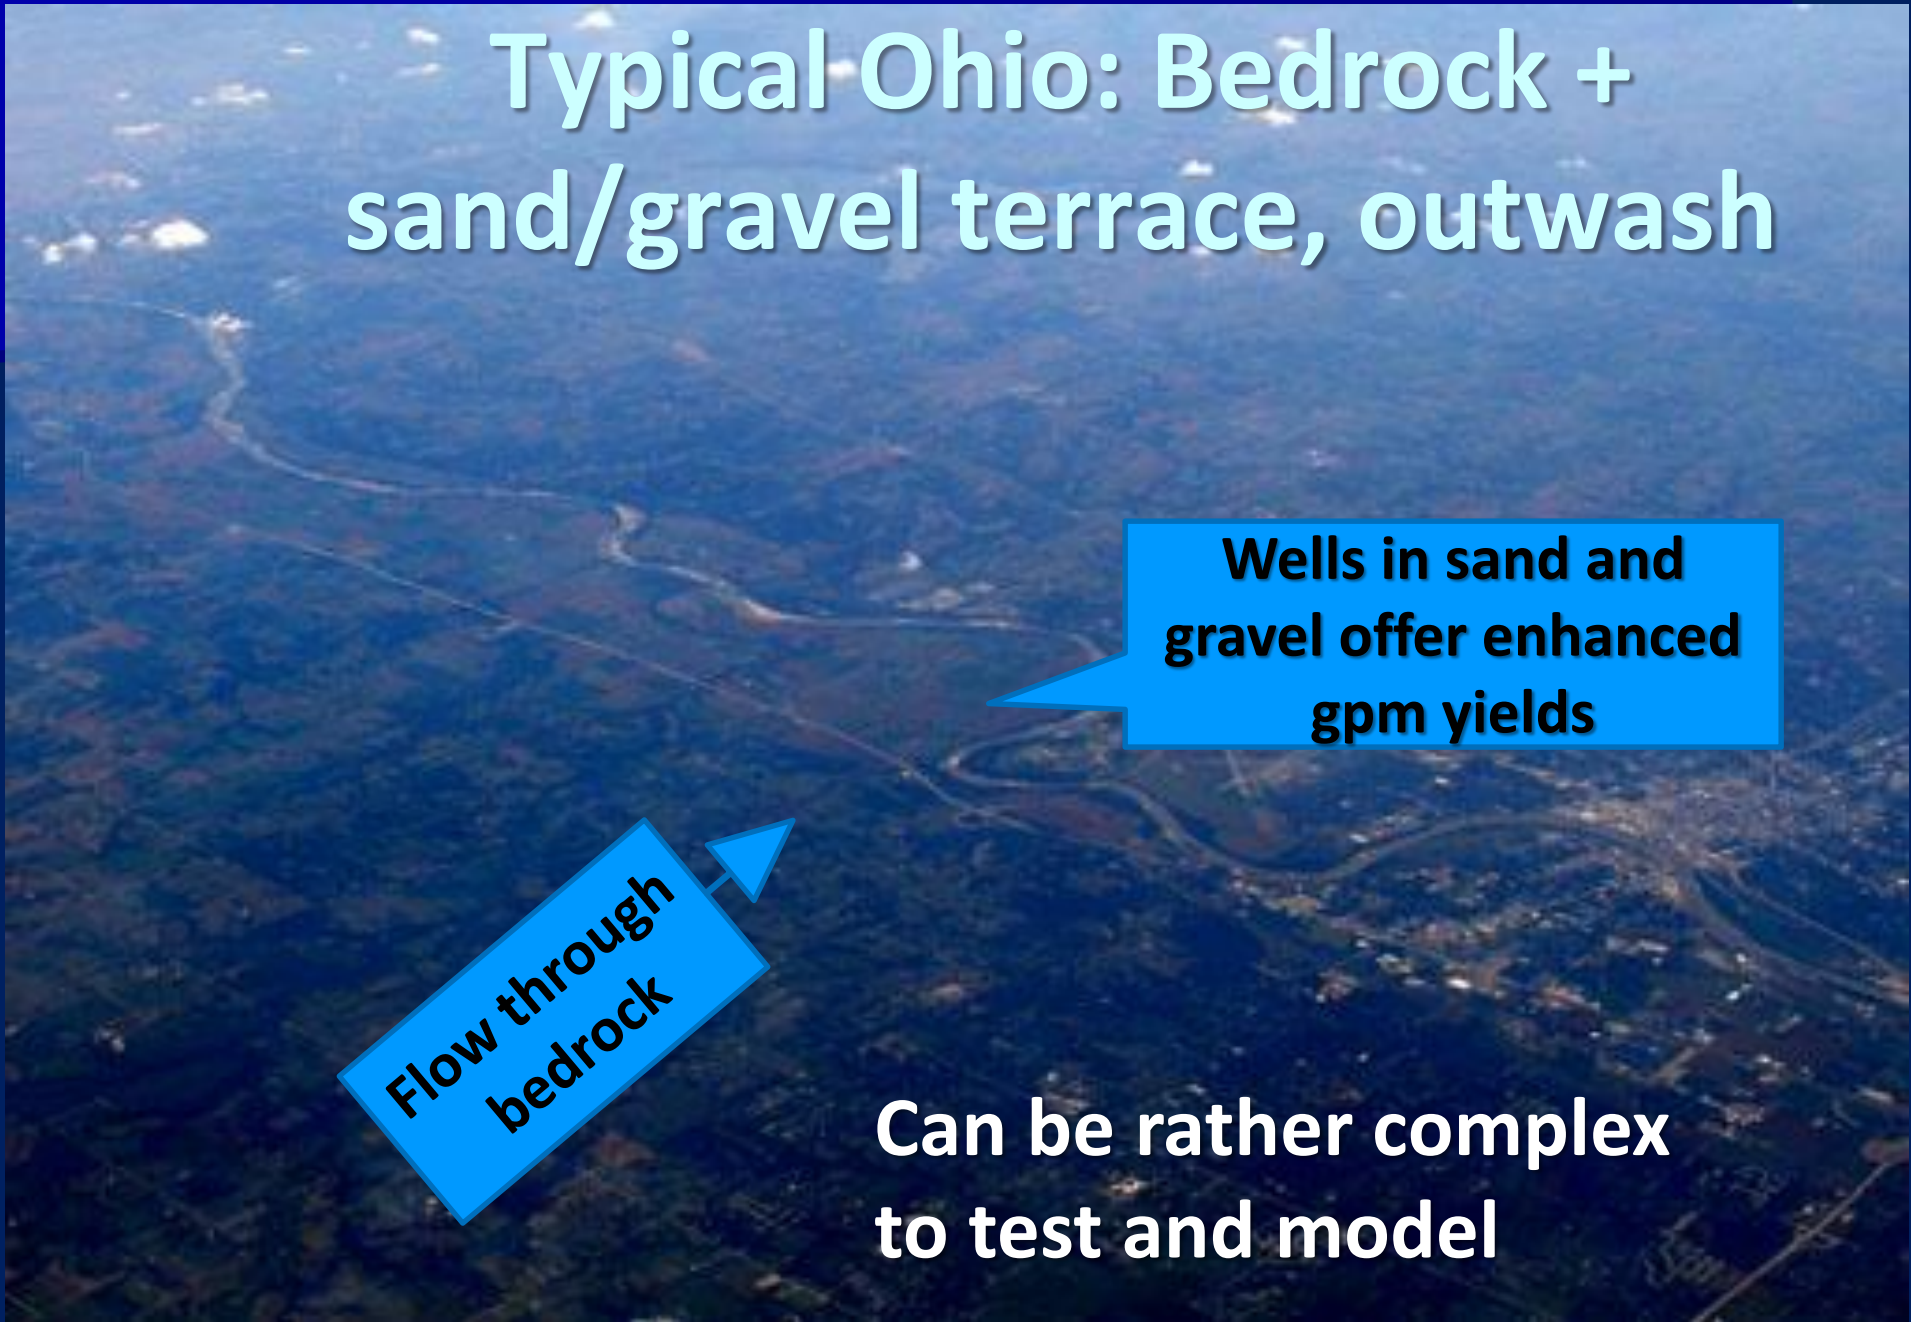 Typical Ohio: Bedrock +
sand/gravel terrace, outwash
Wells in sand and
gravel offer enhanced
gpm yields
Flow through
bedrock
Can be rather complex
to test and model